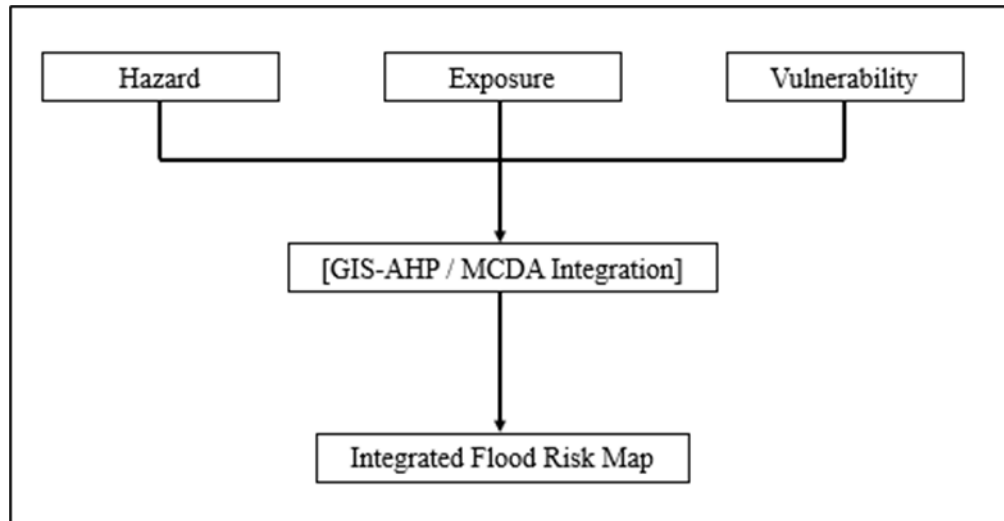 Hazard
Exposure
Vulnerability
[GIS-AHP / MCDA Integration]
Integrated Flood Risk Map